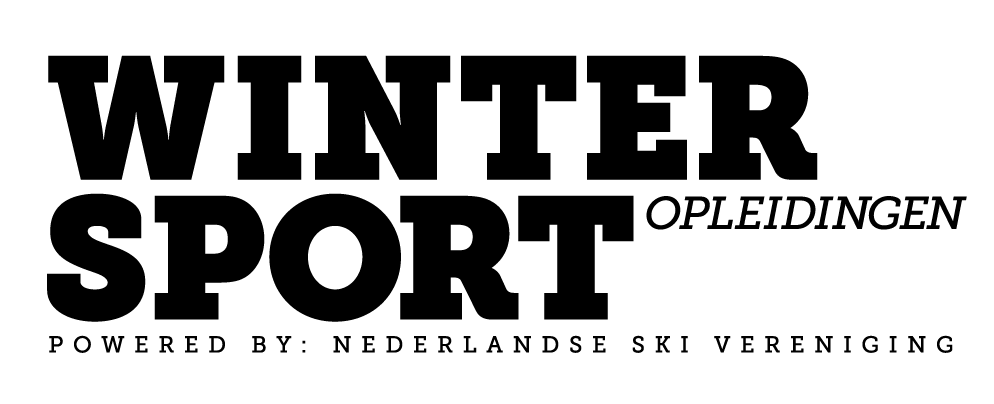 WINTER
SPORT OPLEIDINGEN
POWERED BY: NEDERLANDSE SKI VERENIGING